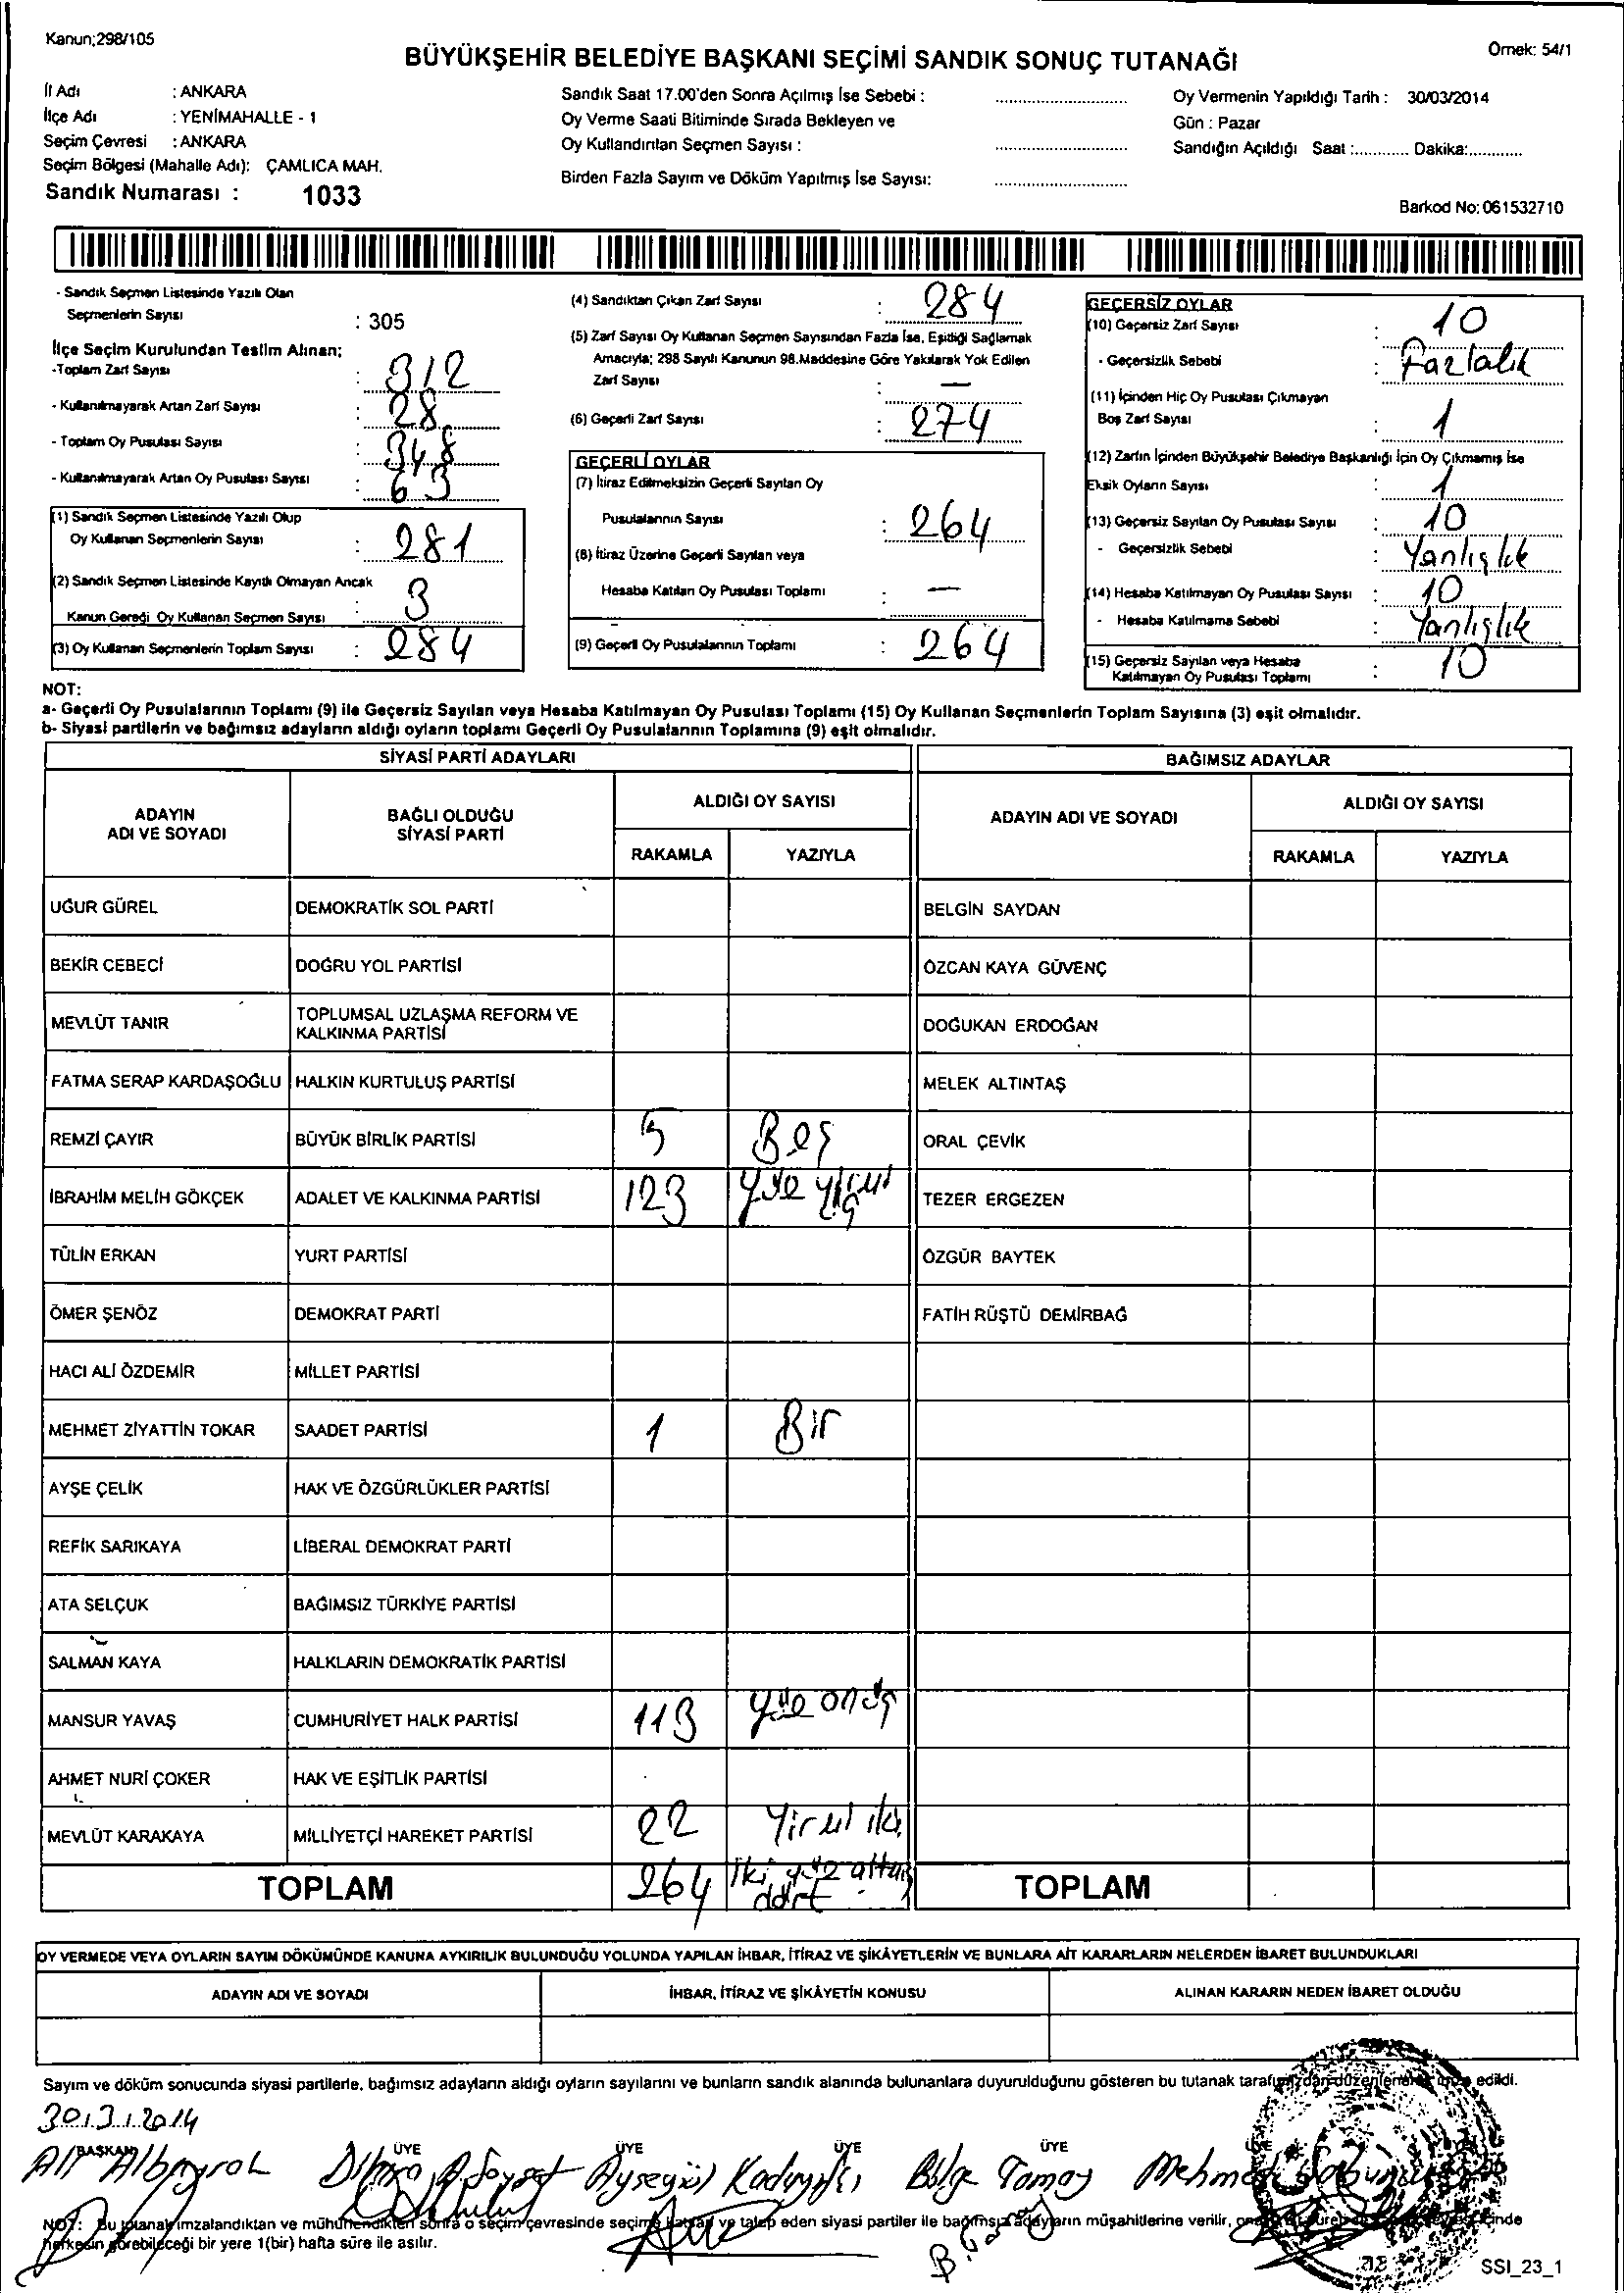 Kanun;298/105
Örnek: 54/1
BÜYÜKŞEHİR BELEDİYE BAŞKANI SEÇİMİ SANDIK SONUÇ TUTANAĞI
İl Adı : ANKARA
İlçe Adı : YENİMAHALLE - 1
Seçim Çevresi : ANKARA
Seçim Bölgesi (Mahalle Adı): ÇAMLICA MAH.
Sandık Numarası : 1033
Sandık Saat 17.00'den Sonra Açılmış İse Sebebi :
Oy Verme Saati Bitiminde Sırada Bekleyen ve
Oy Kullandırılan Seçmen Sayısı :
Birden Fazla Sayım ve Döküm Yapılmış İse Sayısı:
Oy Vermenin Yapıldığı Tarih : 30/03/2014
Gün : Pazar
Sandığın Açıldığı Saat :............ Dakika:............
Barkod No: 061532710
- Sandık Seçmen Listesinde Yazılı Olan
Seçmenlerin Sayısı : 305
İlçe Seçim Kurulundan Teslim Alınan;
-Toplam Zarf Sayısı : 312
- Kullanılmayarak Artan Zarf Sayısı : 28
- Toplam Oy Pusulası Sayısı : 348
- Kullanılmayarak Artan Oy Pusulası Sayısı : 63
(1) Sandık Seçmen Listesinde Yazılı Olup
Oy Kullanan Seçmenlerin Sayısı : 281
(2) Sandık Seçmen Listesinde Kayıtlı Olmayan Ancak
Kanun Gereği Oy Kullanan Seçmen Sayısı : 3
(3) Oy Kullanan Seçmenlerin Toplam Sayısı : 284
(4) Sandıktan Çıkan Zarf Sayısı : 284
(5) Zarf Sayısı Oy Kullanan Seçmen Sayısından Fazla İse, Eşitliği Sağlamak
Amacıyla; 298 Sayılı Kanunun 98.Maddesine Göre Yakılarak Yok Edilen
Zarf Sayısı : —
(6) Geçerli Zarf Sayısı : 274
GEÇERLİ OYLAR
(7) İtiraz Edilmeksizin Geçerli Sayılan Oy
Pusulalarının Sayısı : 264
(8) İtiraz Üzerine Geçerli Sayılan veya
Hesaba Katılan Oy Pusulası Toplamı : —
(9) Geçerli Oy Pusulalarının Toplamı : 264
GEÇERSİZ OYLAR
(10) Geçersiz Zarf Sayısı : 10
- Geçersizlik Sebebi : Fazlalık
(11) İçinden Hiç Oy Pusulası Çıkmayan
Boş Zarf Sayısı : 1
(12) Zarfın İçinden Büyükşehir Belediye Başkanlığı İçin Oy Çıkmamış İse
Eksik Oyların Sayısı : 1
(13) Geçersiz Sayılan Oy Pusulası Sayısı : 10
- Geçersizlik Sebebi : Yanlışlık
(14) Hesaba Katılmayan Oy Pusulası Sayısı : 10
- Hesaba Katılmama Sebebi : Yanlışlık
(15) Geçersiz Sayılan veya Hesaba
Katılmayan Oy Pusulası Toplamı : 10
NOT:
a- Geçerli Oy Pusulalarının Toplamı (9) ile Geçersiz Sayılan veya Hesaba Katılmayan Oy Pusulası Toplamı (15) Oy Kullanan Seçmenlerin Toplam Sayısına (3) eşit olmalıdır.
b- Siyasi partilerin ve bağımsız adayların aldığı oyların toplamı Geçerli Oy Pusulalarının Toplamına (9) eşit olmalıdır.
SİYASİ PARTİ ADAYLARI BAĞIMSIZ ADAYLAR
ADAYIN ADI VE SOYADI BAĞLI OLDUĞU SİYASİ PARTİ ALDIĞI OY SAYISI ADAYIN ADI VE SOYADI ALDIĞI OY SAYISI
RAKAMLA YAZIYLA RAKAMLA YAZIYLA
UĞUR GÜREL DEMOKRATİK SOL PARTİ BELGİN SAYDAN
BEKİR CEBECİ DOĞRU YOL PARTİSİ ÖZCAN KAYA GÜVENÇ
MEVLÜT TANIR TOPLUMSAL UZLAŞMA REFORM VE KALKINMA PARTİSİ DOĞUKAN ERDOĞAN
FATMA SERAP KARDAŞOĞLU HALKIN KURTULUŞ PARTİSİ MELEK ALTINTAŞ
REMZİ ÇAYIR BÜYÜK BİRLİK PARTİSİ 5 Beş ORAL ÇEVİK
İBRAHİM MELİH GÖKÇEK ADALET VE KALKINMA PARTİSİ 123 TEZER ERGEZEN
TÜLİN ERKAN YURT PARTİSİ ÖZGÜR BAYTEK
ÖMER ŞENÖZ DEMOKRAT PARTİ FATİH RÜŞTÜ DEMİRBAĞ
HACI ALİ ÖZDEMİR MİLLET PARTİSİ
MEHMET ZİYATTİN TOKAR SAADET PARTİSİ 1 Bir
AYŞE ÇELİK HAK VE ÖZGÜRLÜKLER PARTİSİ
REFİK SARIKAYA LİBERAL DEMOKRAT PARTİ
ATA SELÇUK BAĞIMSIZ TÜRKİYE PARTİSİ
SALMAN KAYA HALKLARIN DEMOKRATİK PARTİSİ
MANSUR YAVAŞ CUMHURİYET HALK PARTİSİ 113 yüz onüç
AHMET NURİ ÇOKER HAK VE EŞİTLİK PARTİSİ
MEVLÜT KARAKAYA MİLLİYETÇİ HAREKET PARTİSİ 22 Yirmi iki
TOPLAM 264 İki yüz altmış dört TOPLAM
OY VERMEDE VEYA OYLARIN SAYIM DÖKÜMÜNDE KANUNA AYKIRILIK BULUNDUĞU YOLUNDA YAPILAN İHBAR, İTİRAZ VE ŞİKÂYETLERİN VE BUNLARA AİT KARARLARIN NELERDEN İBARET BULUNDUKLARI
ADAYIN ADI VE SOYADI İHBAR, İTİRAZ VE ŞİKÂYETİN KONUSU ALINAN KARARIN NEDEN İBARET OLDUĞU
Sayım ve döküm sonucunda siyasi partilerle, bağımsız adayların aldığı oyların sayılarını ve bunların sandık alanında bulunanlara duyurulduğunu gösteren bu tutanak tarafımızdan düzenlenerek imza edildi.
30.3.2014
BAŞKAN ÜYE ÜYE ÜYE ÜYE ÜYE
Ayşegül Bilge Tamay Mehmet
NOT: Bu tutanak imzalandıktan ve mühürlendikten sonra o seçim çevresinde seçime katılan ve talep eden siyasi partiler ile bağımsız adayların müşahitlerine verilir,
herkesin görebileceği bir yere 1(bir) hafta süre ile asılır.
SSI_23_1